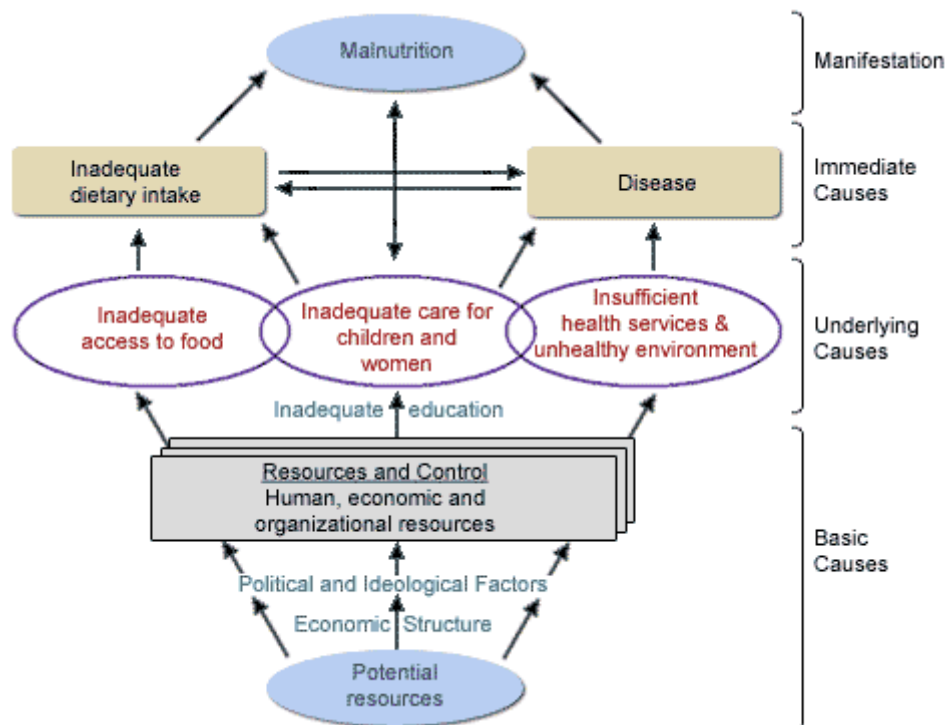 Malnutrition
Manifestation
Inadequate
dietary intake
Disease
Immediate
Causes
Inadequate
access to food
Inadequate care for
children and
women
Insufficient
health services &
unhealthy environment
Underlying
Causes
Inadequate education
Resources and Control
Human, economic and
organizational resources
Political and Ideological Factors
Economic Structure
Potential
resources
Basic
Causes